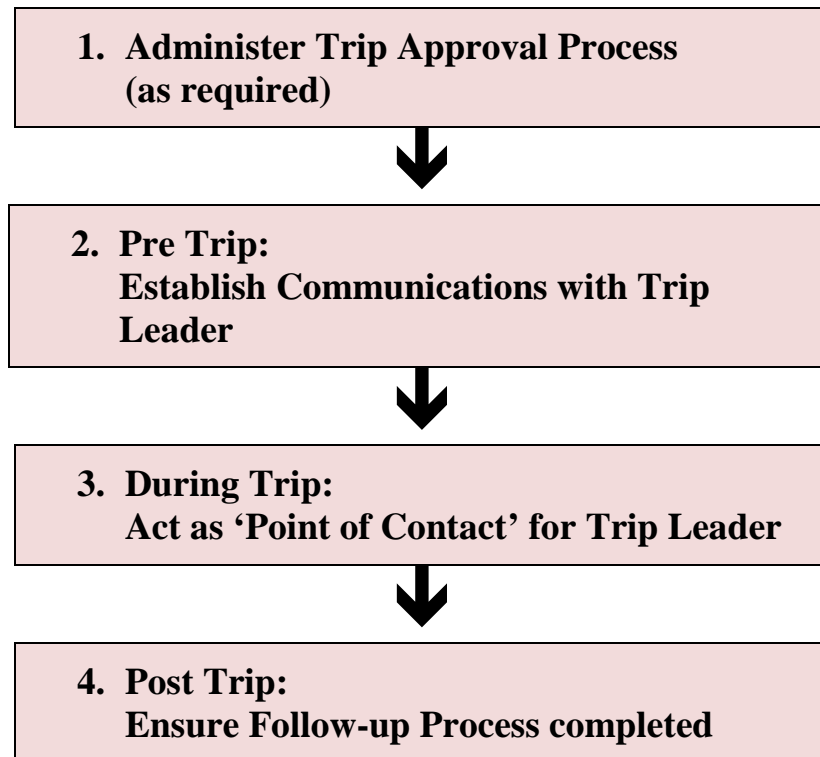 1. Administer Trip Approval Process
(as required)
2. Pre Trip:
Establish Communications with Trip
Leader
3. During Trip:
Act as ‘Point of Contact’ for Trip Leader
4. Post Trip:
Ensure Follow-up Process completed